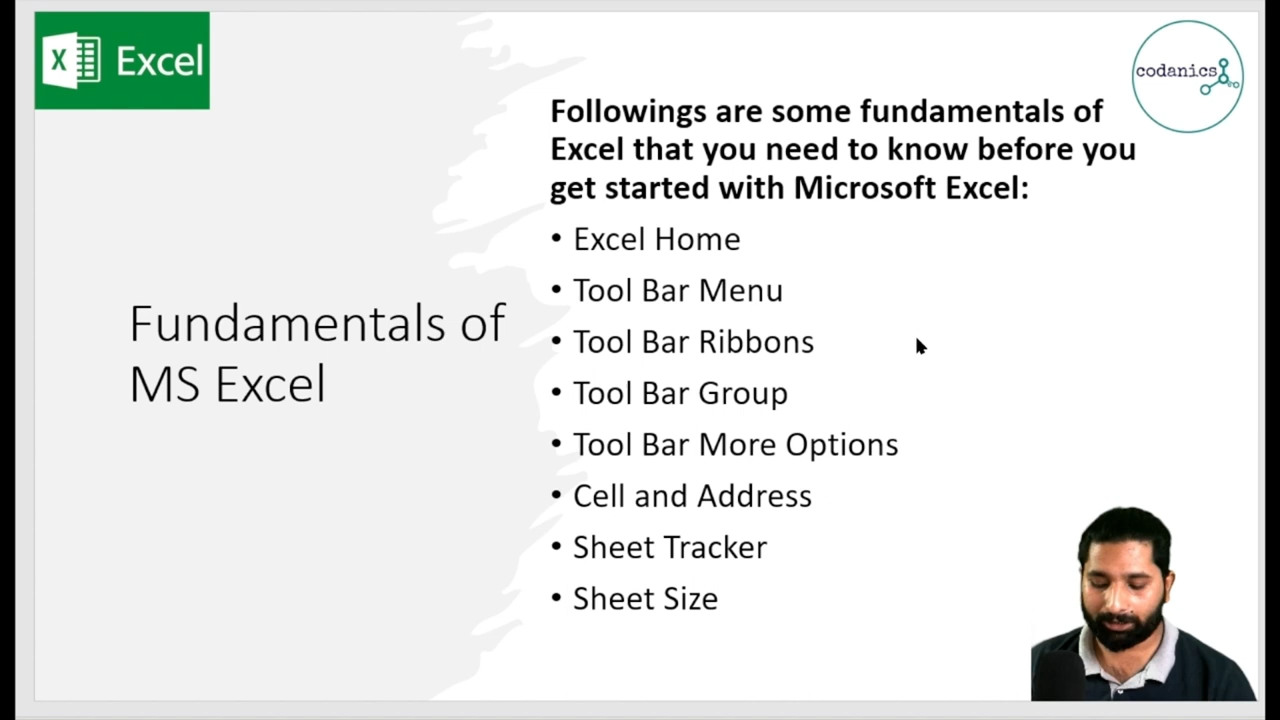 X Excel
codanics
Followings are some fundamentals of
Excel that you need to know before you
get started with Microsoft Excel:
• Excel Home
• Tool Bar Menu
• Tool Bar Ribbons
• Tool Bar Group
• Tool Bar More Options
• Cell and Address
• Sheet Tracker
• Sheet Size
Fundamentals of
MS Excel